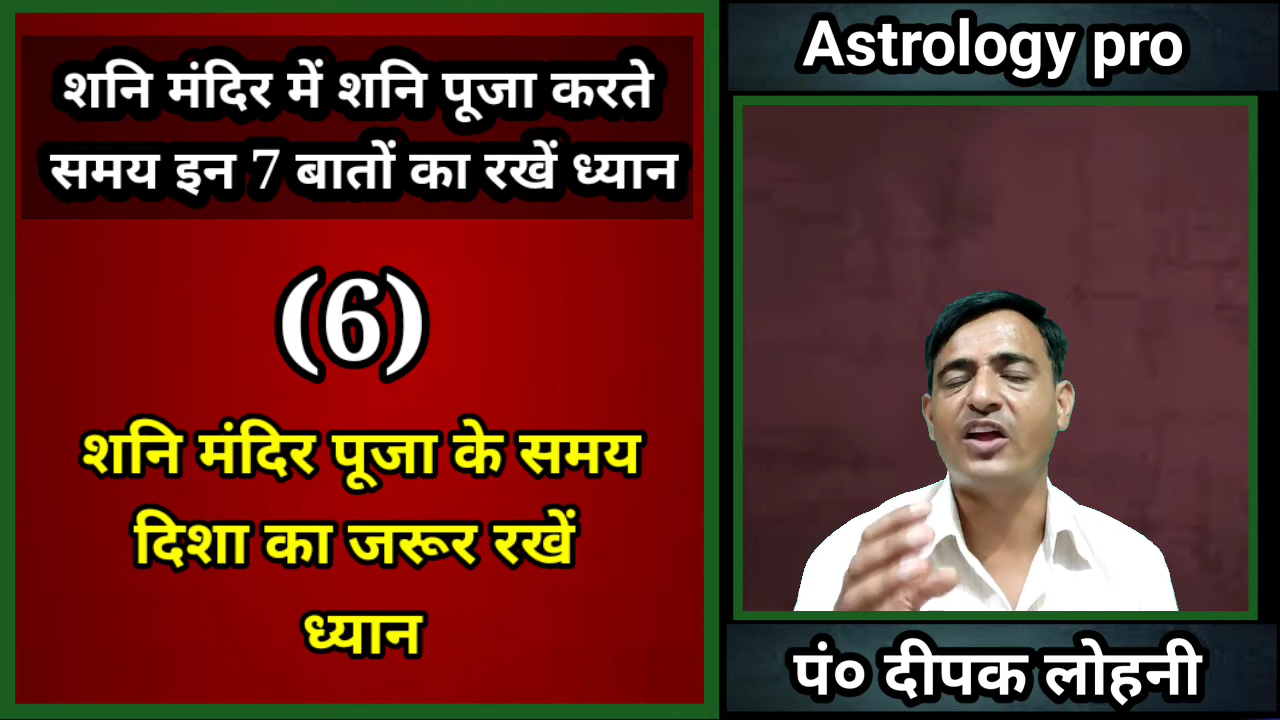 शनि मंदिर में शनि पूजा करते
समय इन 7 बातों का रखें ध्यान
(6)
शनि मंदिर पूजा के समय
दिशा का जरूर रखें
ध्यान
Astrology pro
पं० दीपक लोहनी